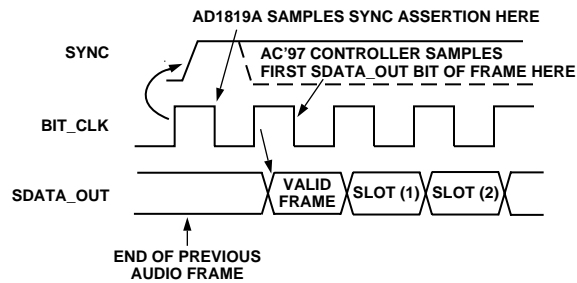 AD1819A SAMPLES SYNC ASSERTION HERE
SYNC
AC'97 CONTROLLER SAMPLES
FIRST SDATA_OUT BIT OF FRAME HERE
BIT_CLK
SDATA_OUT
VALID
FRAME
SLOT (1)
SLOT (2)
END OF PREVIOUS
AUDIO FRAME